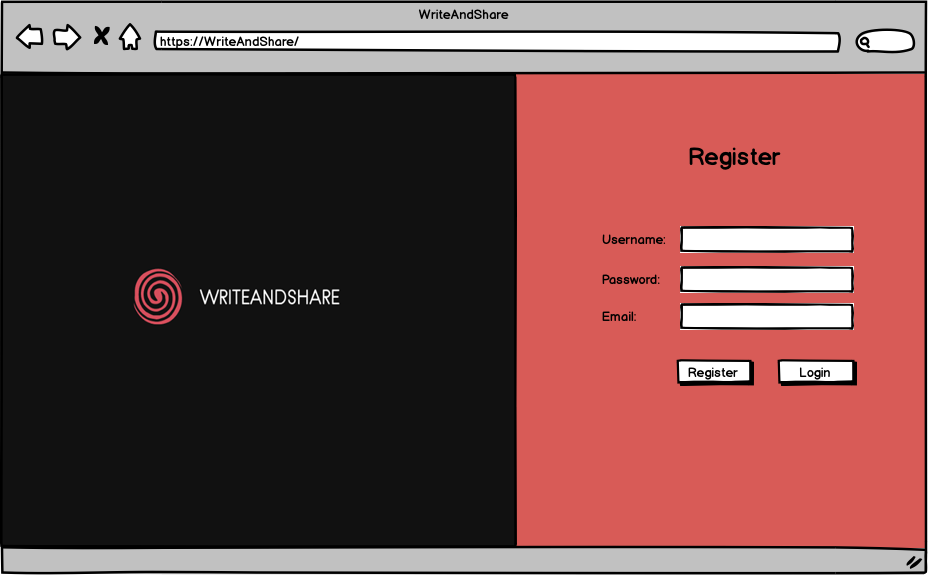 WriteAndShare
https://WriteAndShare/
Register
Username:
Password:
Email:
Register
Login
WRITEANDSHARE